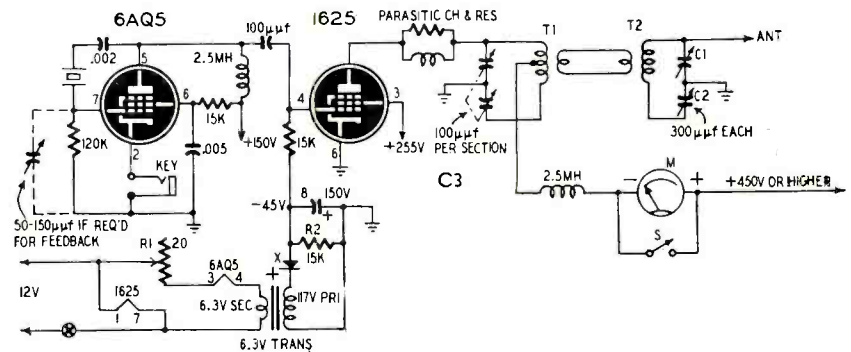 6AQ5
1625
PARASITIC CH & RES
100µµf
T1
T2
ANT
.002
5
2.5MH
C1
7
6
4
3
15K
C2
120K
.005
+150V
15K
6
+255V
100µµf
PER SECTION
300µµf EACH
2
KEY
C3
2.5MH
M
- +
+450V OR HIGHER
50-150µµf IF REQ'D
FOR FEEDBACK
-45V
8 150V
+
S
R1
20
R2
15K
6AQ5
3 4
X
+
12V
1625
1 7
6.3V SEC
117V PRI
6.3V TRANS